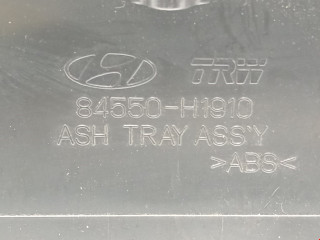 TRW
84550-H1910
ASH TRAY ASS'Y
>ABS<